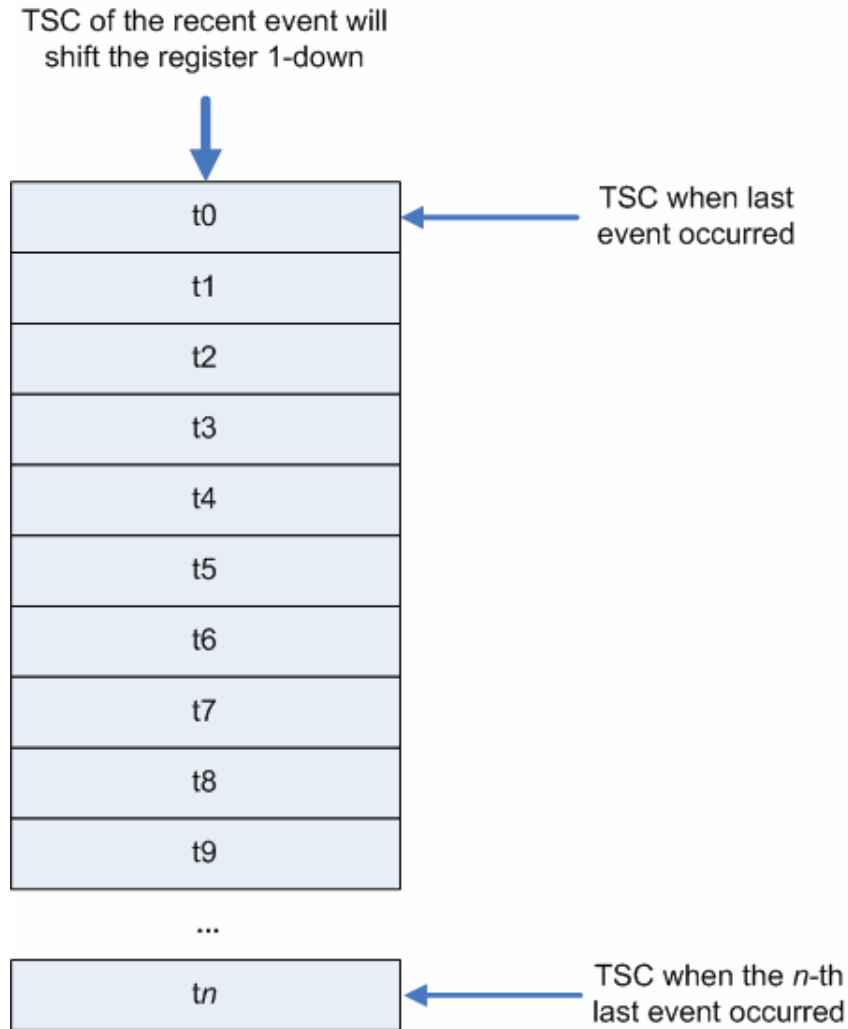 TSC of the recent event will
shift the register 1-down
t0
TSC when last
event occurred
t1
t2
t3
t4
t5
t6
t7
t8
t9
...
tn
TSC when the n-th
last event occurred